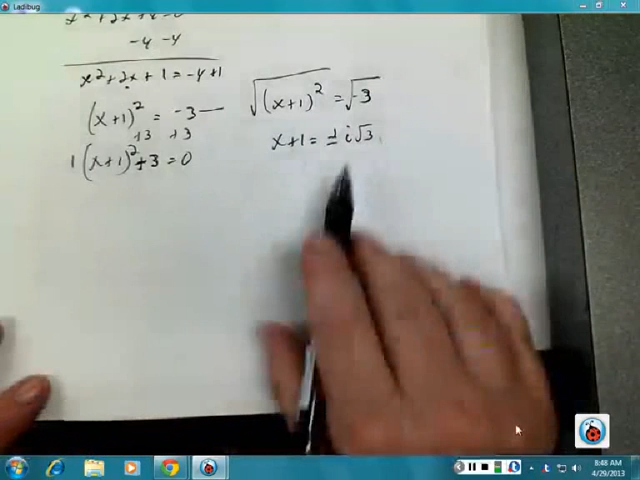 Ladibug
-4 -4
x²+2x+1=-4+1
(x+1)² = -3
+3 +3
1(x+1)²+3=0
√(x+1)² = √-3
x+1=±i√3
8:48 AM
4/29/2013